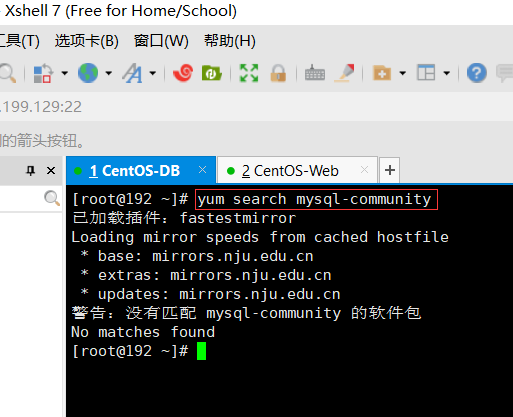 Xshell 7 (Free for Home/School)
工具(T) 选项卡(B) 窗口(W) 帮助(H)
.199.129:22
的箭头按钮。
1 CentOS-DB × 2 CentOS-Web × +
[root@192 ~]# yum search mysql-community
已加载插件：fastestmirror
Loading mirror speeds from cached hostfile
* base: mirrors.nju.edu.cn
* extras: mirrors.nju.edu.cn
* updates: mirrors.nju.edu.cn
警告：没有匹配 mysql-community 的软件包
No matches found
[root@192 ~]#